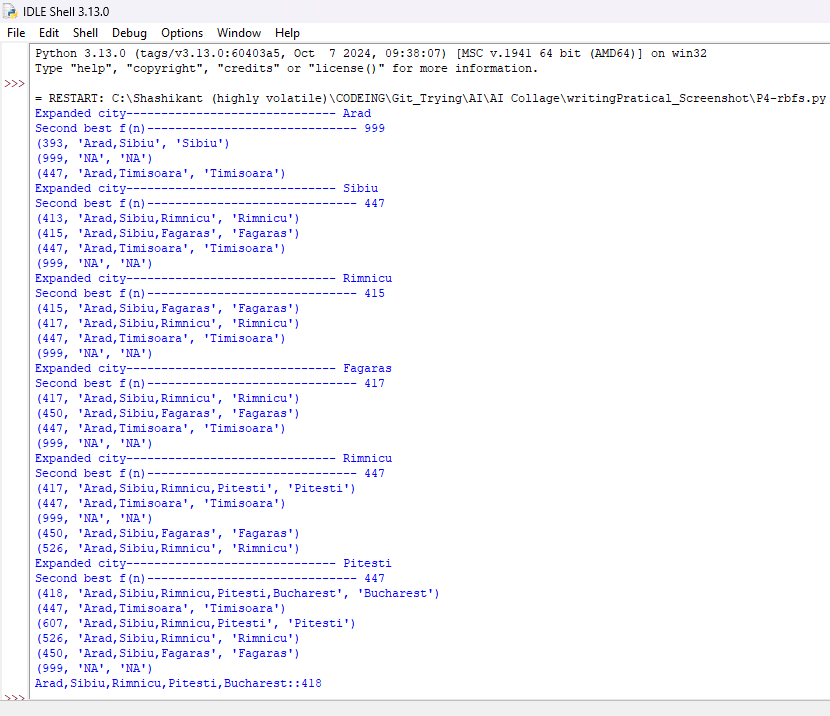 IDLE Shell 3.13.0
File Edit Shell Debug Options Window Help
Python 3.13.0 (tags/v3.13.0:60403a5, Oct  7 2024, 09:38:07) [MSC v.1941 64 bit (AMD64)] on win32
Type "help", "copyright", "credits" or "license()" for more information.
>>>
= RESTART: C:\Shashikant (highly volatile)\CODEING\Git_Trying\AI\AI Collage\writingPratical_Screenshot\P4-rbfs.py
Expanded city------------------------------ Arad
Second best f(n)------------------------------ 999
(393, 'Arad,Sibiu', 'Sibiu')
(999, 'NA', 'NA')
(447, 'Arad,Timisoara', 'Timisoara')
Expanded city------------------------------ Sibiu
Second best f(n)------------------------------ 447
(413, 'Arad,Sibiu,Rimnicu', 'Rimnicu')
(415, 'Arad,Sibiu,Fagaras', 'Fagaras')
(447, 'Arad,Timisoara', 'Timisoara')
(999, 'NA', 'NA')
Expanded city------------------------------ Rimnicu
Second best f(n)------------------------------ 415
(415, 'Arad,Sibiu,Fagaras', 'Fagaras')
(417, 'Arad,Sibiu,Rimnicu', 'Rimnicu')
(447, 'Arad,Timisoara', 'Timisoara')
(999, 'NA', 'NA')
Expanded city------------------------------ Fagaras
Second best f(n)------------------------------ 417
(417, 'Arad,Sibiu,Rimnicu', 'Rimnicu')
(450, 'Arad,Sibiu,Fagaras', 'Fagaras')
(447, 'Arad,Timisoara', 'Timisoara')
(999, 'NA', 'NA')
Expanded city------------------------------ Rimnicu
Second best f(n)------------------------------ 447
(417, 'Arad,Sibiu,Rimnicu,Pitesti', 'Pitesti')
(447, 'Arad,Timisoara', 'Timisoara')
(999, 'NA', 'NA')
(450, 'Arad,Sibiu,Fagaras', 'Fagaras')
(526, 'Arad,Sibiu,Rimnicu', 'Rimnicu')
Expanded city------------------------------ Pitesti
Second best f(n)------------------------------ 447
(418, 'Arad,Sibiu,Rimnicu,Pitesti,Bucharest', 'Bucharest')
(447, 'Arad,Timisoara', 'Timisoara')
(607, 'Arad,Sibiu,Rimnicu,Pitesti', 'Pitesti')
(526, 'Arad,Sibiu,Rimnicu', 'Rimnicu')
(450, 'Arad,Sibiu,Fagaras', 'Fagaras')
(999, 'NA', 'NA')
Arad,Sibiu,Rimnicu,Pitesti,Bucharest::418
>>>